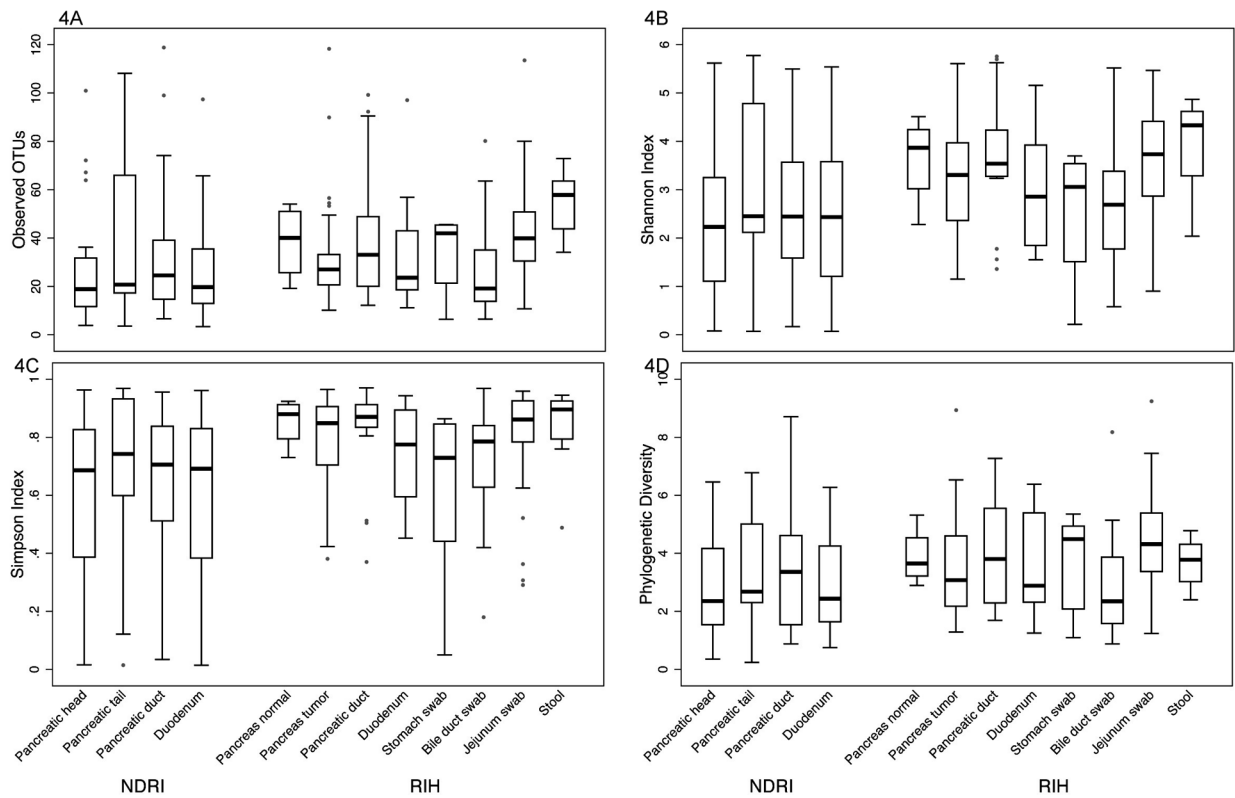 4A
Observed OTUs
120
100
80
60
40
20
0
4B
Shannon Index
6
5
4
3
2
1
0
4C
Simpson Index
1
.8
.6
.4
.2
0
4D
Phylogenetic Diversity
10
8
6
4
2
0
Pancreatic head
Pancreatic tail
Pancreatic duct
Duodenum
Pancreas normal
Pancreas tumor
Pancreatic duct
Duodenum
Stomach swab
Bile duct swab
Jejunum swab
Stool
NDRI
RIH
Pancreatic head
Pancreatic tail
Pancreatic duct
Duodenum
Pancreas normal
Pancreas tumor
Pancreatic duct
Duodenum
Stomach swab
Bile duct swab
Jejunum swab
Stool
NDRI
RIH